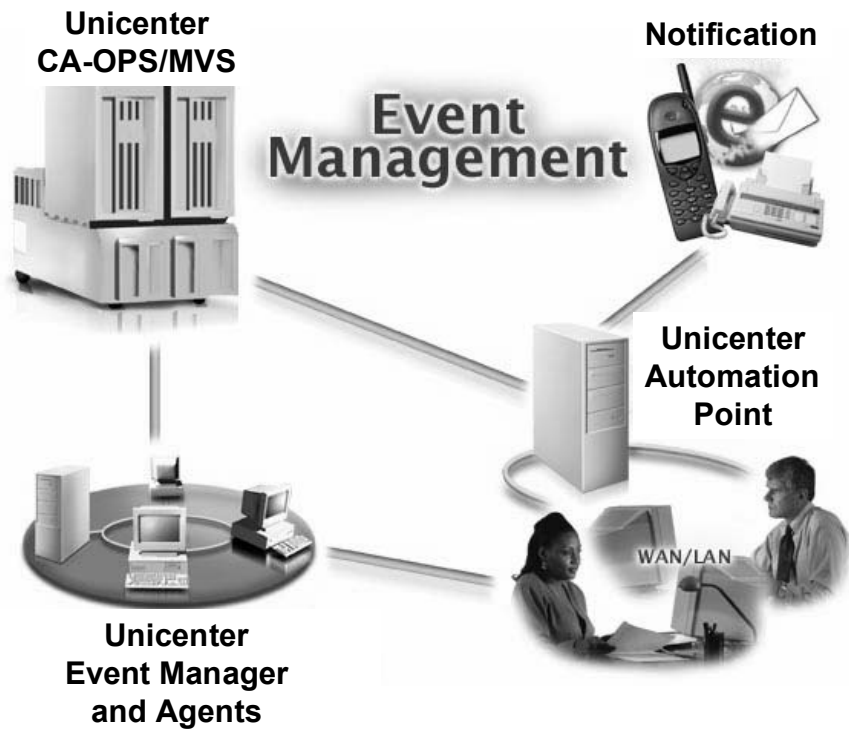 Unicenter
CA-OPS/MVS
Notification
Event
Management
e
Unicenter
Automation
Point
WAN/LAN
Unicenter
Event Manager
and Agents